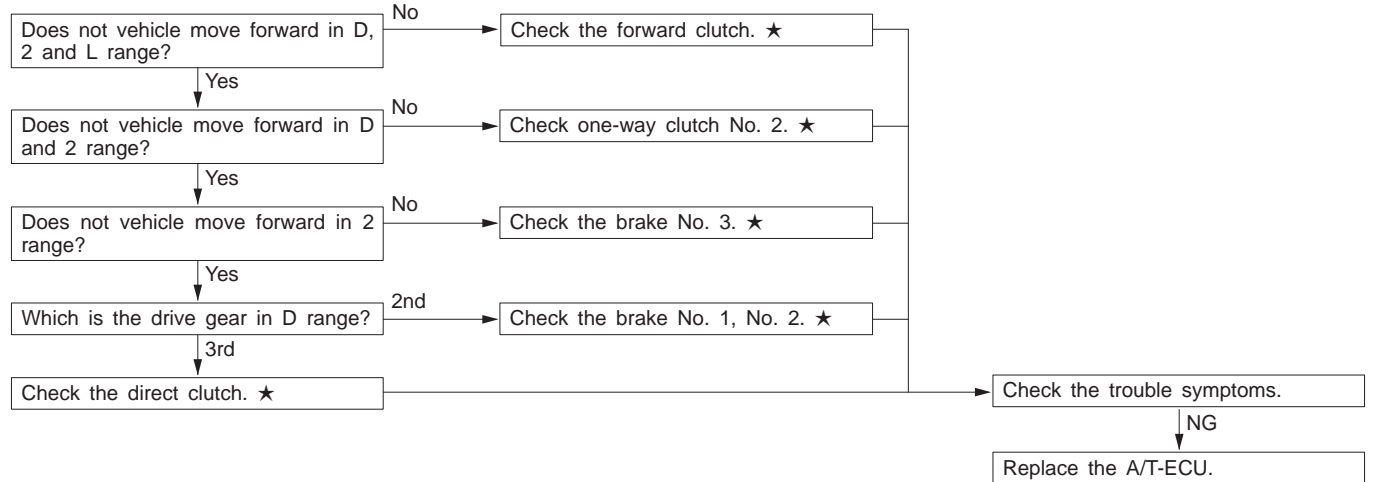 Does not vehicle move forward in D,
2 and L range?
No
Check the forward clutch. ★
Yes
Does not vehicle move forward in D
and 2 range?
No
Check one-way clutch No. 2. ★
Yes
Does not vehicle move forward in 2
range?
No
Check the brake No. 3. ★
Yes
Which is the drive gear in D range?
2nd
Check the brake No. 1, No. 2. ★
3rd
Check the direct clutch. ★
Check the trouble symptoms.
NG
Replace the A/T-ECU.